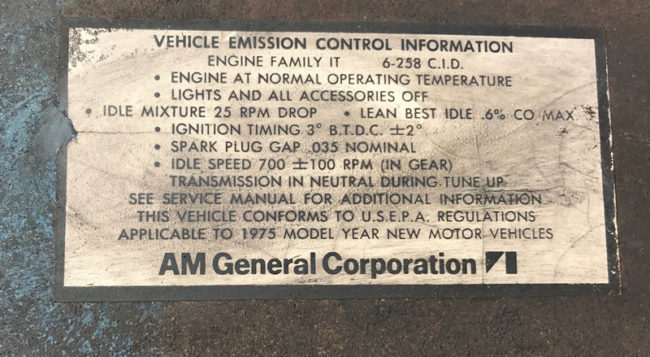 VEHICLE EMISSION CONTROL INFORMATION
ENGINE FAMILY IT 6-258 C.I.D.
• ENGINE AT NORMAL OPERATING TEMPERATURE
• LIGHTS AND ALL ACCESSORIES OFF
• IDLE MIXTURE 25 RPM DROP • LEAN BEST IDLE .6% CO MAX
• IGNITION TIMING 3° B.T.D.C. ±2°
• SPARK PLUG GAP .035 NOMINAL
• IDLE SPEED 700 ±100 RPM (IN GEAR)
TRANSMISSION IN NEUTRAL DURING TUNE UP
SEE SERVICE MANUAL FOR ADDITIONAL INFORMATION
THIS VEHICLE CONFORMS TO U.S.E.P.A. REGULATIONS
APPLICABLE TO 1975 MODEL YEAR NEW MOTOR VEHICLES
AM General Corporation